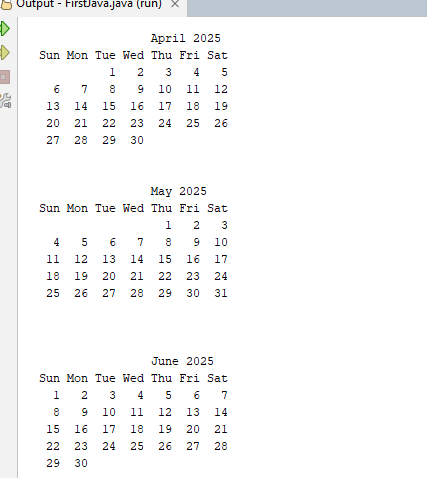 Output - FirstJava.java (run) ×
April 2025
Sun Mon Tue Wed Thu Fri Sat
1 2 3 4 5
6 7 8 9 10 11 12
13 14 15 16 17 18 19
20 21 22 23 24 25 26
27 28 29 30
May 2025
Sun Mon Tue Wed Thu Fri Sat
1 2 3
4 5 6 7 8 9 10
11 12 13 14 15 16 17
18 19 20 21 22 23 24
25 26 27 28 29 30 31
June 2025
Sun Mon Tue Wed Thu Fri Sat
1 2 3 4 5 6 7
8 9 10 11 12 13 14
15 16 17 18 19 20 21
22 23 24 25 26 27 28
29 30